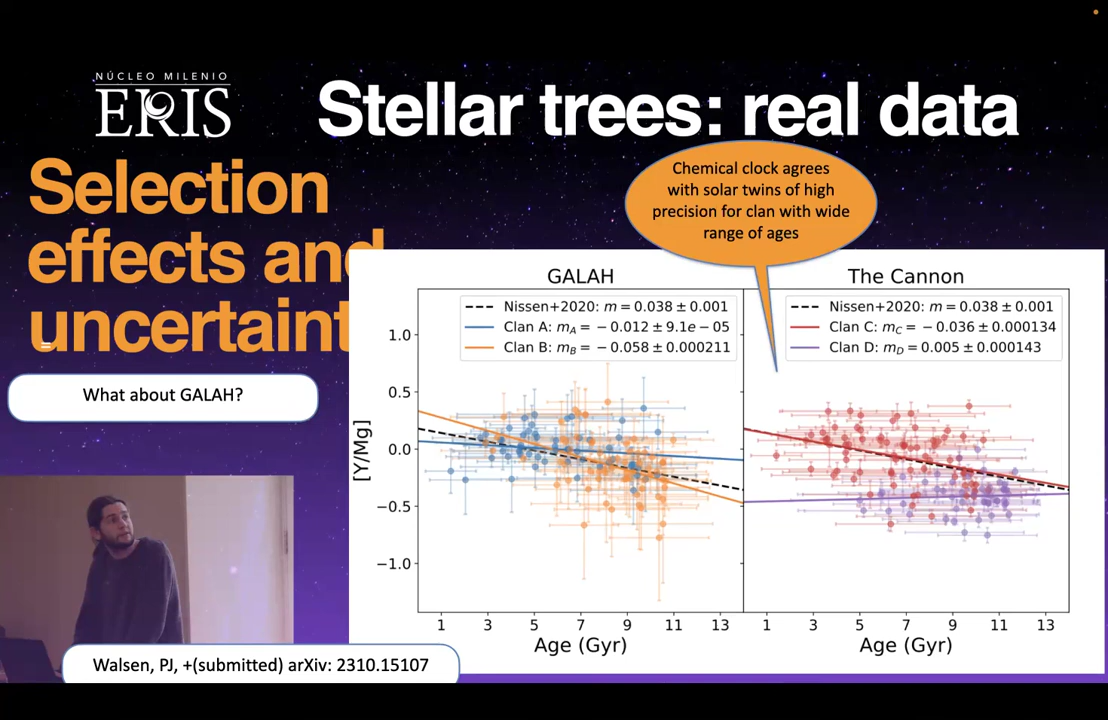 NÚCLEO MILENIO
ERIS
Stellar trees: real data
Selection
effects and
uncertaint
Chemical clock agrees
with solar twins of high
precision for clan with wide
range of ages
What about GALAH?
GALAH
The Cannon
Nissen+2020: m = 0.038 ± 0.001
Clan A: m_A = −0.012 ± 9.1e − 05
Clan B: m_B = −0.058 ± 0.000211
Nissen+2020: m = 0.038 ± 0.001
Clan C: m_C = −0.036 ± 0.000134
Clan D: m_D = 0.005 ± 0.000143
[Y/Mg]
1.0
0.5
0.0
−0.5
−1.0
1 3 5 7 9 11 13
1 3 5 7 9 11 13
Age (Gyr)
Age (Gyr)
Walsen, PJ, +(submitted) arXiv: 2310.15107